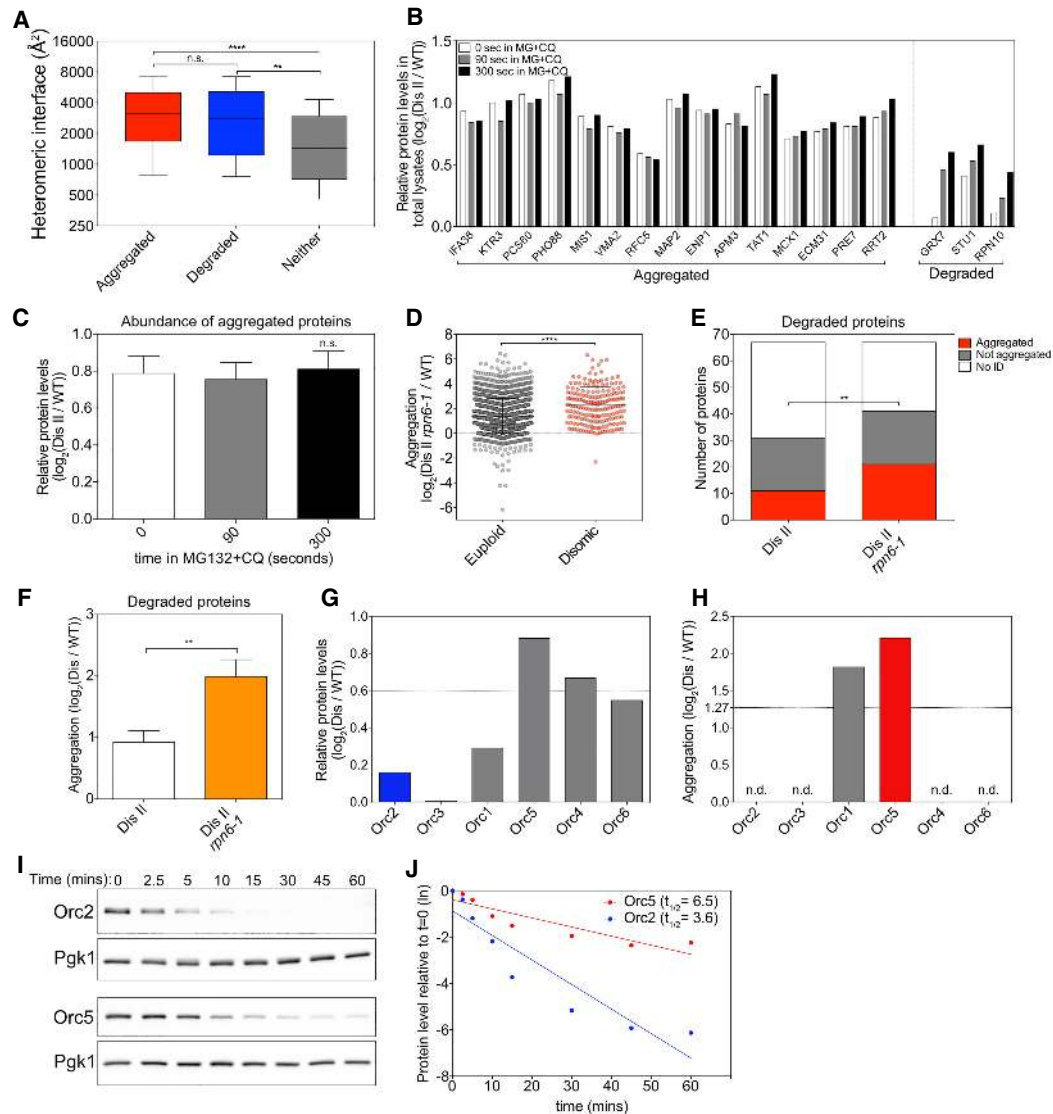 A
Heteromeric interface (Å²)
16000
8000
4000
2000
1000
500
250
****
n.s.
**
Aggregated
Degraded
Neither
B
Relative protein levels in
total lysates (log₂(Dis II / WT))
1.5
1.0
0.5
0.0
0 sec in MG+CQ
90 sec in MG+CQ
300 sec in MG+CQ
IFA38
KTR3
PCS60
PHO88
MIS1
VMA2
RFC5
MAP2
ENP1
APM3
TAT1
MCX1
ECM31
PRE7
RRT2
GRX7
STU1
RPN10
Aggregated
Degraded
C
Abundance of aggregated proteins
Relative protein levels
(log₂(Dis II / WT))
1.0
0.8
0.6
0.4
0.2
0.0
n.s.
0
90
300
time in MG132+CQ (seconds)
D
Aggregation
log₂(Dis II rpn6-1 / WT)
8
6
4
2
0
-2
-4
-6
****
Euploid
Disomic
E
Degraded proteins
Number of proteins
70
60
50
40
30
20
10
0
**
Aggregated
Not aggregated
No ID
Dis II
Dis II
rpn6-1
F
Degraded proteins
Aggregation (log₂(Dis / WT))
3
2
1
0
**
Dis II
Dis II
rpn6-1
G
Relative protein levels
(log₂(Dis / WT))
1.0
0.8
0.6
0.4
0.2
0.0
Orc2
Orc3
Orc1
Orc5
Orc4
Orc6
H
Aggregation (log₂(Dis / WT))
2.5
2.0
1.5
1.27
1.0
0.5
0.0
n.d.
n.d.
n.d.
n.d.
Orc2
Orc3
Orc1
Orc5
Orc4
Orc6
I
Time (mins): 0 2.5 5 10 15 30 45 60
Orc2
Pgk1
Orc5
Pgk1
J
Protein level relative to t=0 (ln)
0
-2
-4
-6
-8
Orc5 (t₁/₂= 6.5)
Orc2 (t₁/₂= 3.6)
0
10
20
30
40
50
60
time (mins)